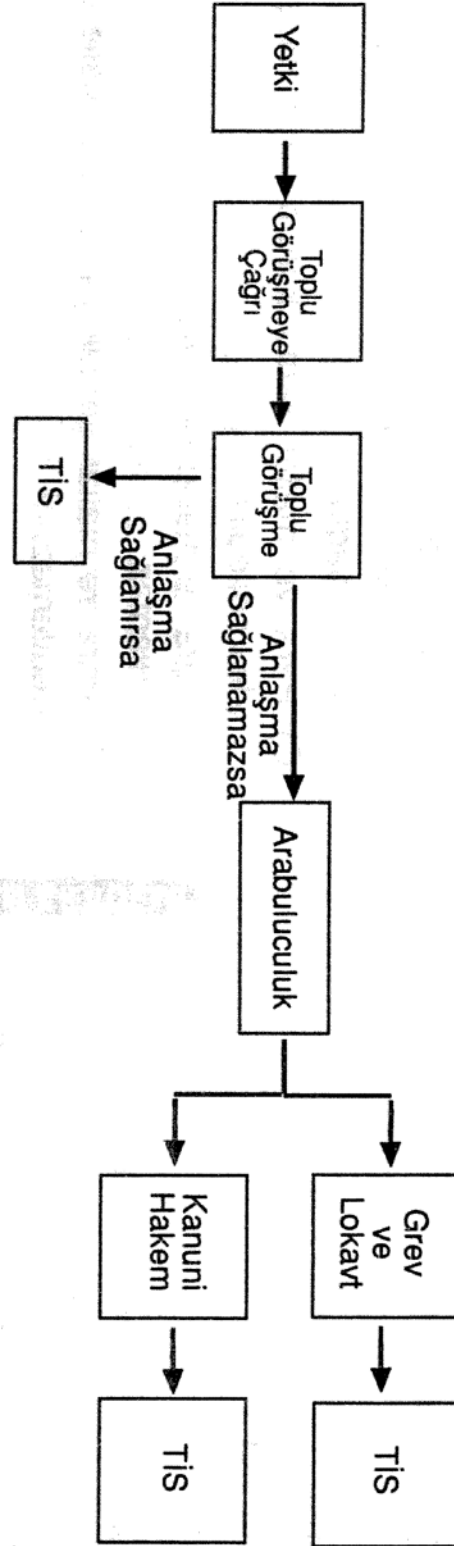 Yetki
Toplu
Görüşmeye
Çağrı
Toplu
Görüşme
Anlaşma
Sağlanırsa
TİS
Anlaşma
Sağlanamazsa
Arabuluculuk
Grev
ve
Lokavt
TİS
Kanuni
Hakem
TİS